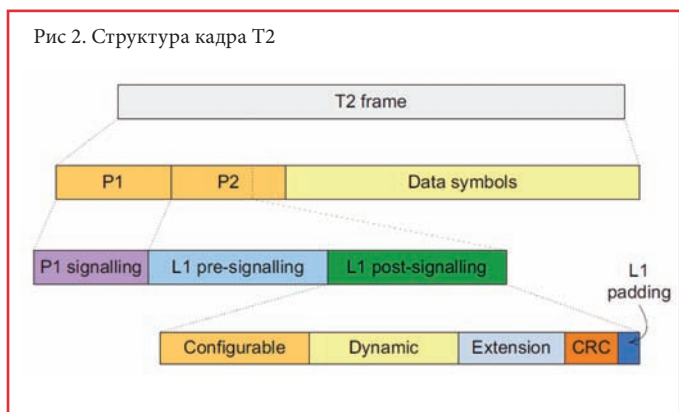 Рис 2. Структура кадра T2
T2 frame
P1 P2 Data symbols
P1 signalling L1 pre-signalling L1 post-signalling
L1
padding
Configurable Dynamic Extension CRC